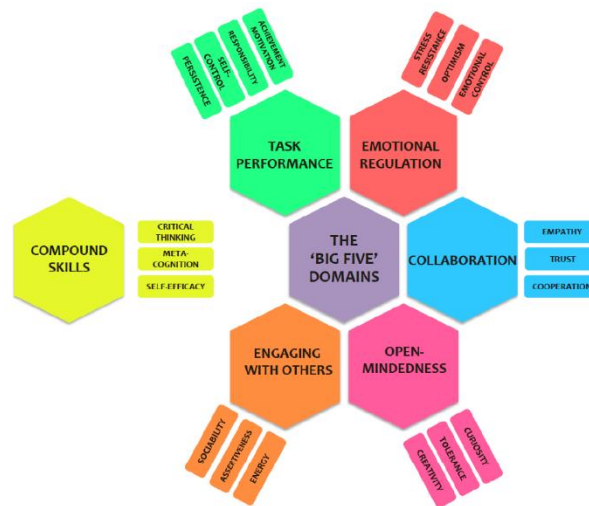 ACHIEVEMENT
MOTIVATION
RESPONSIBILITY
SELF-
CONTROL
PERSISTENCE
STRESS
RESISTANCE
OPTIMISM
EMOTIONAL
CONTROL
TASK
PERFORMANCE
EMOTIONAL
REGULATION
COMPOUND
SKILLS
CRITICAL
THINKING
META-
COGNITION
SELF-EFFICACY
THE
‘BIG FIVE’
DOMAINS
COLLABORATION
EMPATHY
TRUST
COOPERATION
ENGAGING
WITH OTHERS
OPEN-
MINDEDNESS
SOCIABILITY
ASSEPTIVENESS
ENERGY
CREATIVITY
TOLERANCE
CURIOSITY